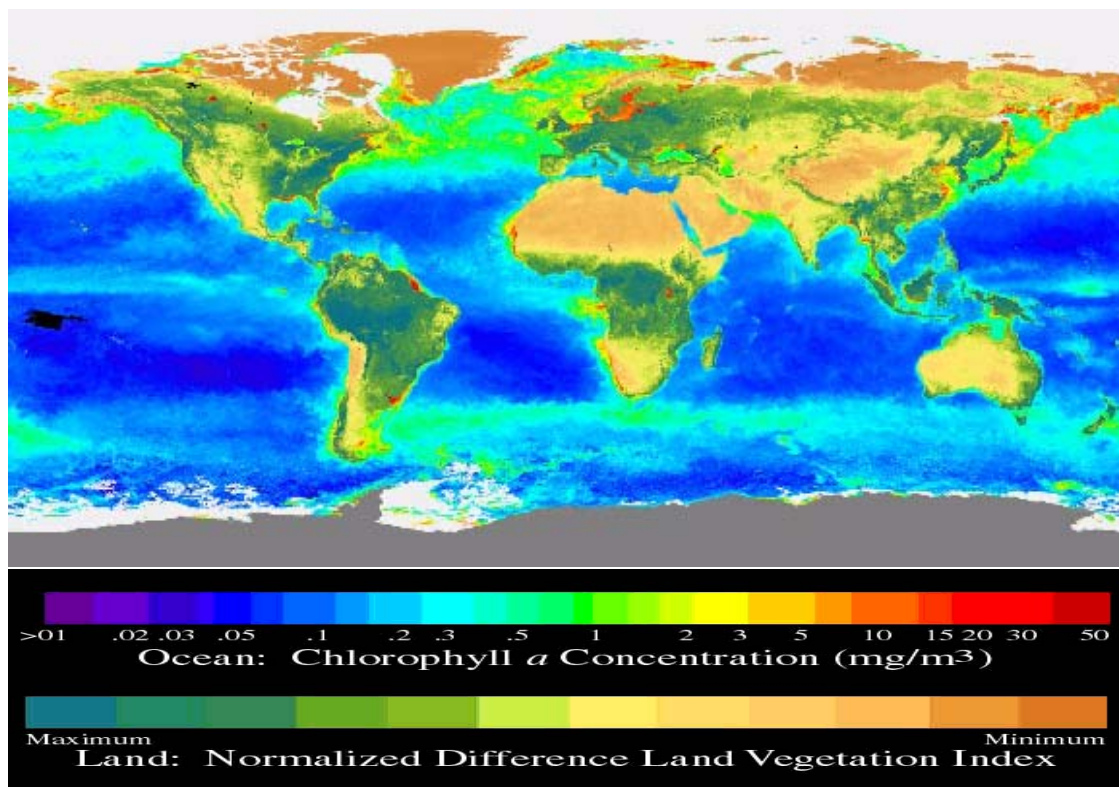 >01 .02 .03 .05 .1 .2 .3 .5 1 2 3 5 10 15 20 30 50
Ocean: Chlorophyll a Concentration (mg/m3)
Maximum Minimum
Land: Normalized Difference Land Vegetation Index